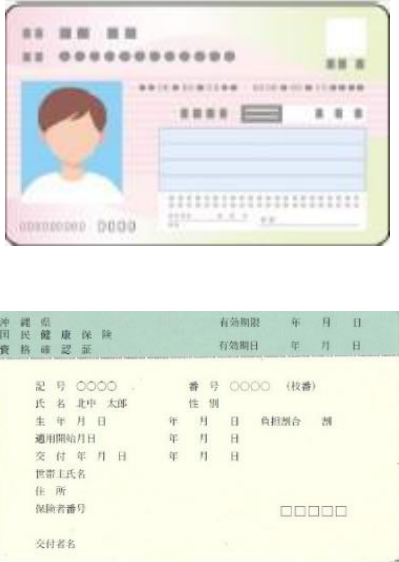 沖縄県 有効期限 年 月 日
国民健康保険
資格確認証 有効期日 年 月 日
記 号 〇〇〇〇 番 号 〇〇〇〇 (枝番)
氏 名 北中 太郎 性 別
生 年 月 日 年 月 日 負担割合 割
適用開始月日 年 月 日
交 付 年 月 日 年 月 日
世帯主氏名
住 所
保険者番号 □□□□□
交付者名